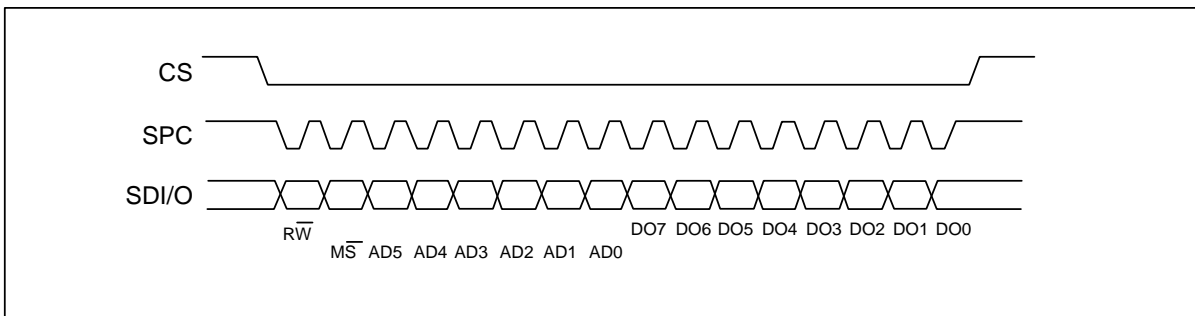 CS
SPC
SDI/O
RW̅
DO7 DO6 DO5 DO4 DO3 DO2 DO1 DO0
MS̅ AD5 AD4 AD3 AD2 AD1 AD0